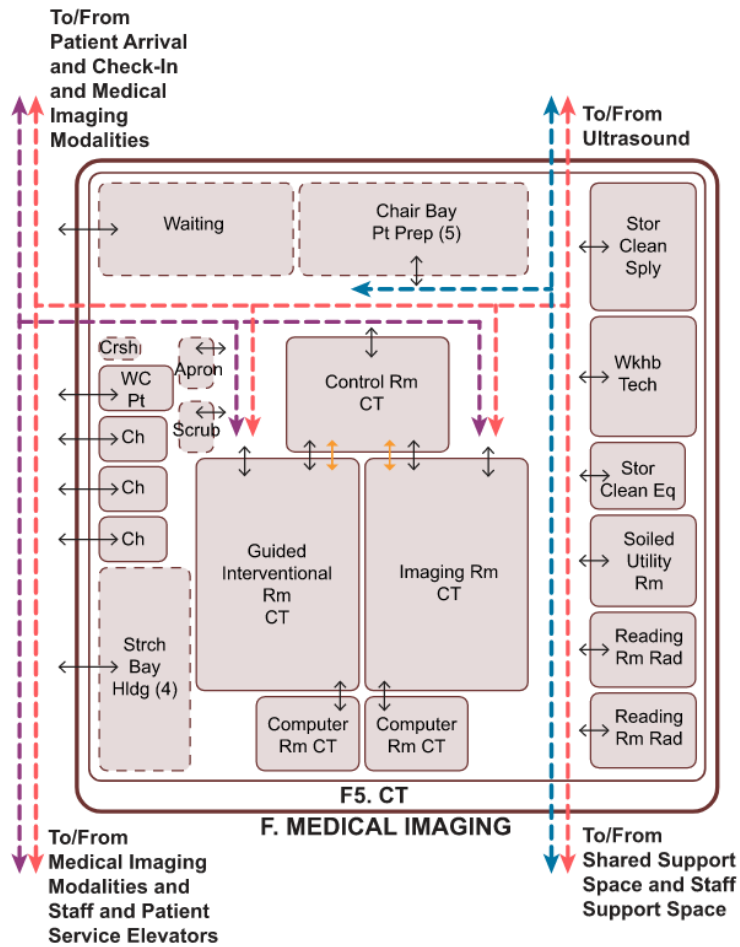 To/From
Patient Arrival
and Check-In
and Medical
Imaging
Modalities
To/From
Ultrasound
Waiting
Chair Bay
Pt Prep (5)
Stor
Clean
Sply
Crsh
Apron
WC
Pt
Scrub
Control Rm
CT
Wkhb
Tech
Ch
Ch
Ch
Stor
Clean Eq
Guided
Interventional
Rm
CT
Imaging Rm
CT
Soiled
Utility
Rm
Strch
Bay
Hldg (4)
Reading
Rm Rad
Computer
Rm CT
Computer
Rm CT
Reading
Rm Rad
F5. CT
F. MEDICAL IMAGING
To/From
Medical Imaging
Modalities and
Staff and Patient
Service Elevators
To/From
Shared Support
Space and Staff
Support Space